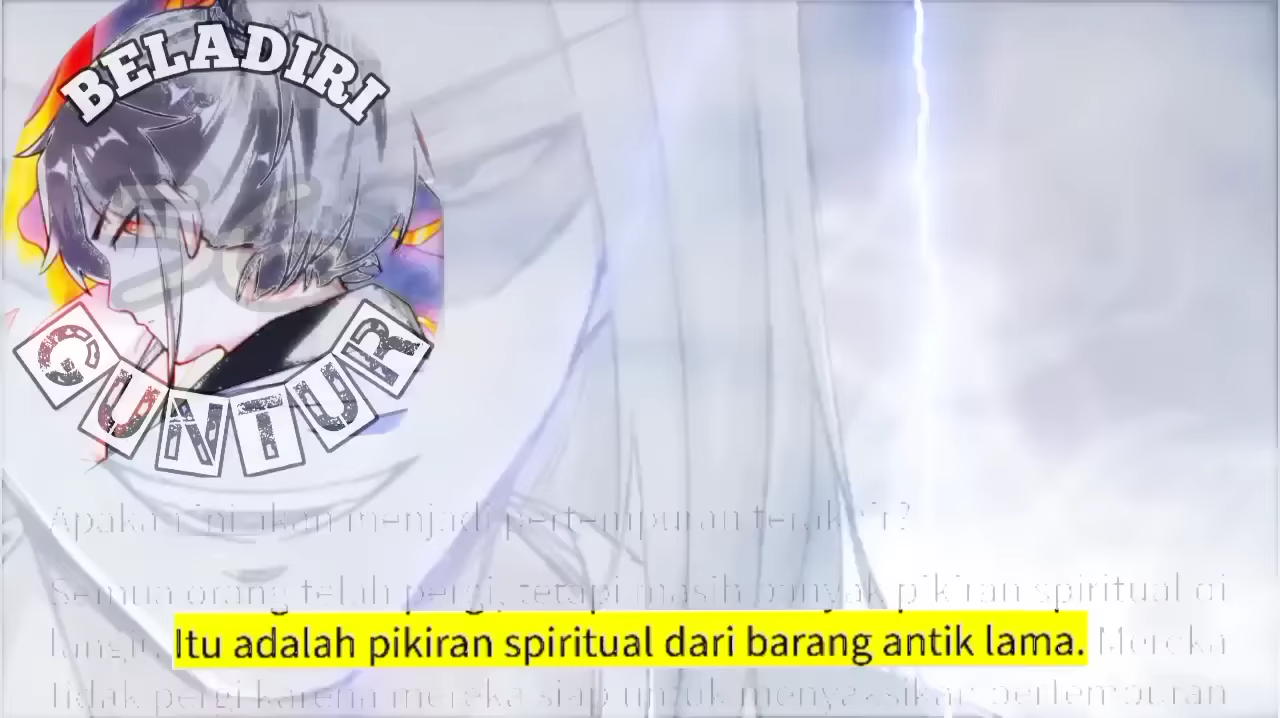 BELADIRI
GUNTUR
Apakah ini akan menjadi pertempuran terakhir?
Semua orang telah pergi, tetapi masih banyak pikiran spiritual di
langit.
Itu adalah pikiran spiritual dari barang antik lama.
Mereka
tidak pergi karena mereka siap untuk menyaksikan pertempuran